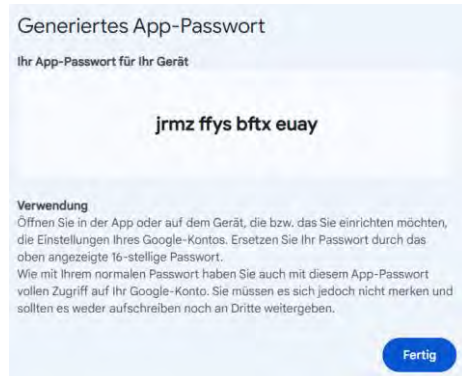 Generiertes App-Passwort
Ihr App-Passwort für Ihr Gerät
jrmz ffys bftx euay
Verwendung
Öffnen Sie in der App oder auf dem Gerät, die bzw. das Sie einrichten möchten,
die Einstellungen Ihres Google-Kontos. Ersetzen Sie Ihr Passwort durch das
oben angezeigte 16-stellige Passwort.
Wie mit Ihrem normalen Passwort haben Sie auch mit diesem App-Passwort
vollen Zugriff auf Ihr Google-Konto. Sie müssen es sich jedoch nicht merken und
sollten es weder aufschreiben noch an Dritte weitergeben.
Fertig